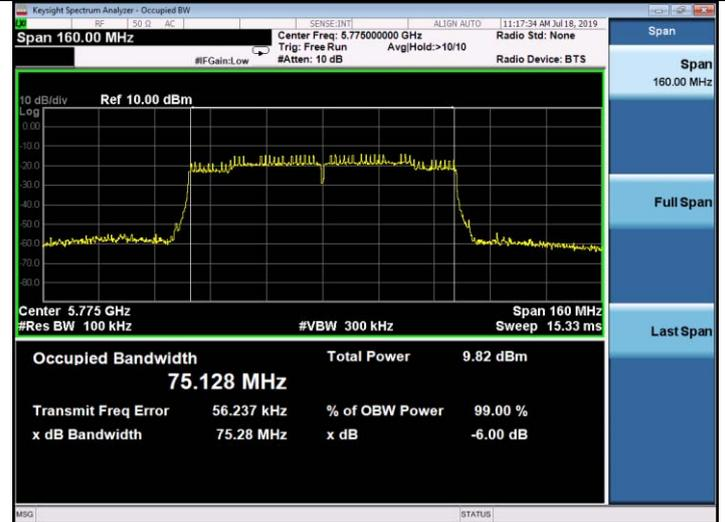 Keysight Spectrum Analyzer - Occupied BW
LXI RF 50 Ω AC SENSE:INT ALIGN AUTO 11:17:34 AM Jul 18, 2019
Span 160.00 MHz
Center Freq: 5.775000000 GHz Radio Std: None
Trig: Free Run Avg|Hold:>10/10
#IFGain:Low #Atten: 10 dB Radio Device: BTS
Span
Span
160.00 MHz
Full Span
Last Span
10 dB/div Ref 10.00 dBm
Log
0.00
-10.0
-20.0
-30.0
-40.0
-50.0
-60.0
-70.0
-80.0
Center 5.775 GHz Span 160 MHz
#Res BW 100 kHz #VBW 300 kHz Sweep 15.33 ms
Occupied Bandwidth Total Power 9.82 dBm
75.128 MHz
Transmit Freq Error 56.237 kHz % of OBW Power 99.00 %
x dB Bandwidth 75.28 MHz x dB -6.00 dB
MSG STATUS